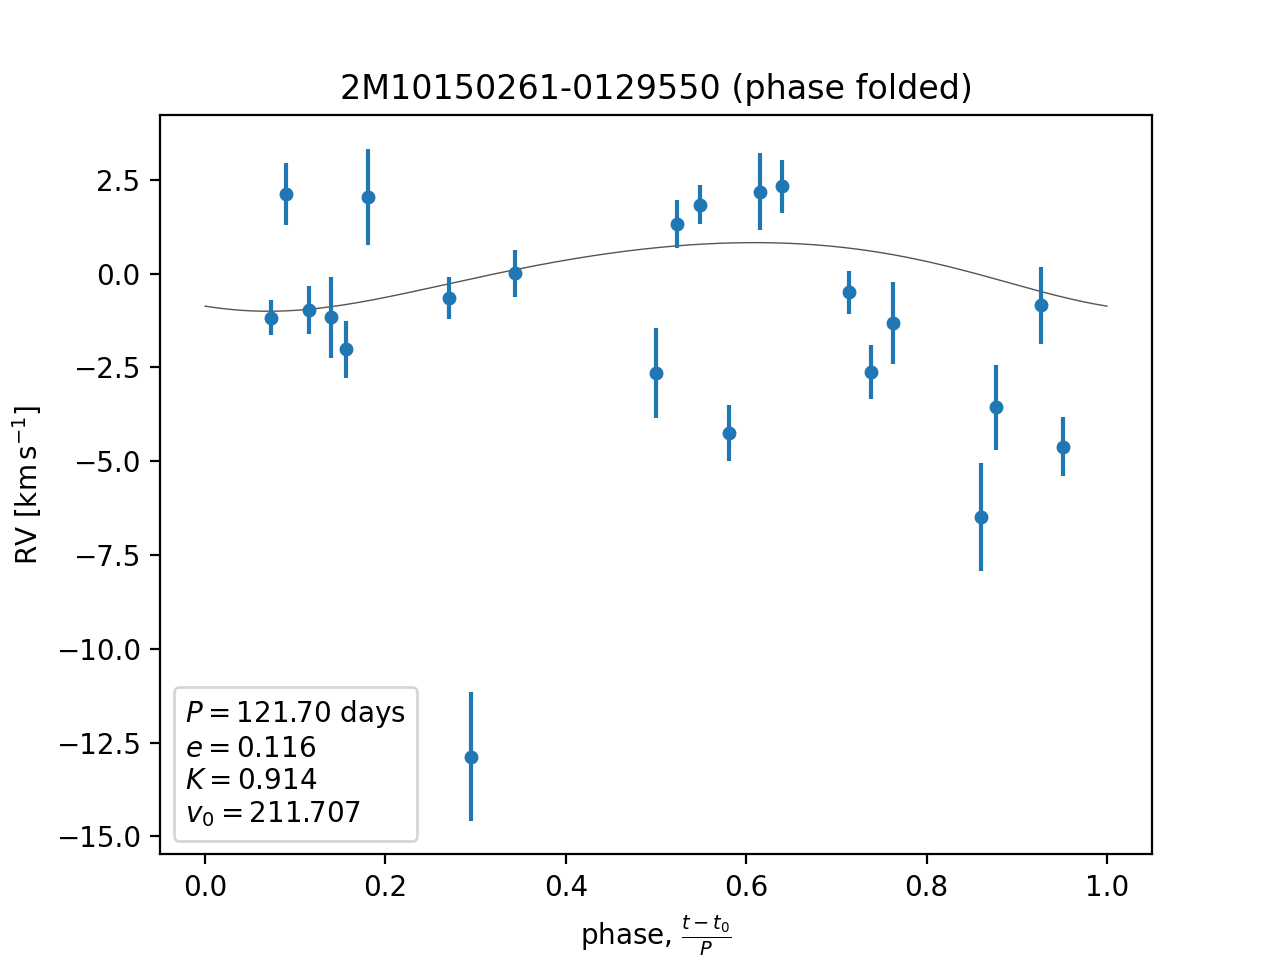 2M10150261-0129550 (phase folded)
2.5
0.0
−2.5
−5.0
−7.5
−10.0
−12.5
−15.0
RV [km s⁻¹]
P = 121.70 days
e = 0.116
K = 0.914
v₀ = 211.707
0.0 0.2 0.4 0.6 0.8 1.0
phase, (t − t₀)/P